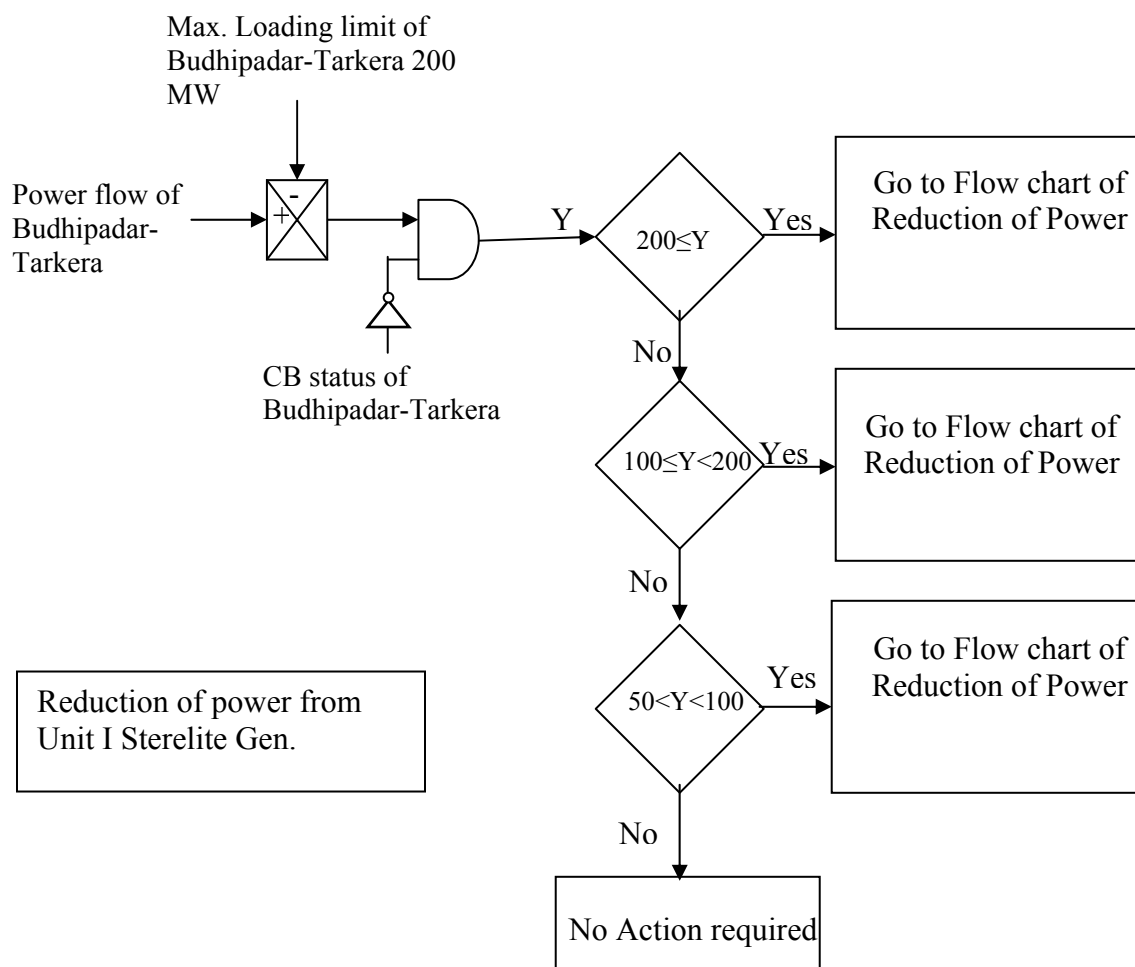 Max. Loading limit of
Budhipadar-Tarkera 200
MW
Power flow of
Budhipadar-
Tarkera
-
+
Y
CB status of
Budhipadar-Tarkera
200≤Y
Yes
Go to Flow chart of
Reduction of Power
No
100≤Y<200
Yes
Go to Flow chart of
Reduction of Power
No
50<Y<100
Yes
Go to Flow chart of
Reduction of Power
Reduction of power from
Unit I Sterelite Gen.
No
No Action required